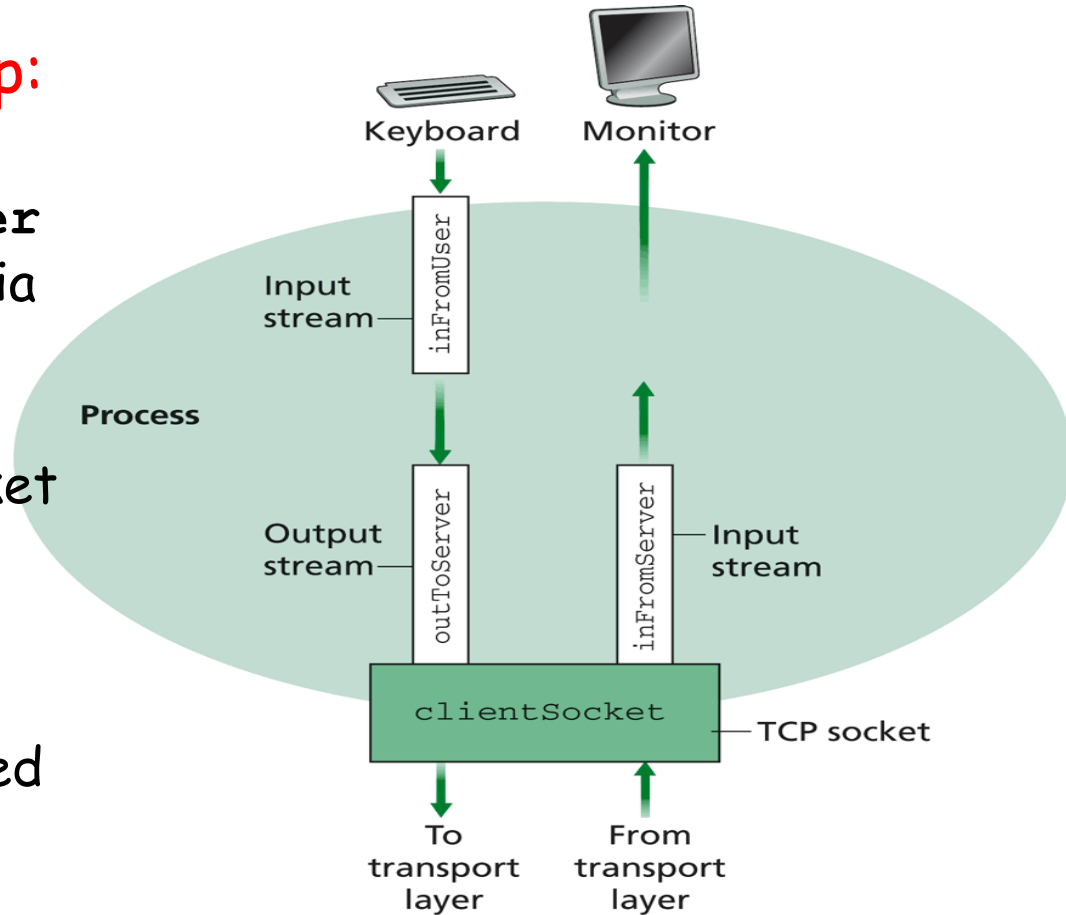 p:
er
ia
ket
ed
Keyboard
Monitor
inFromUser
Input
stream
Process
Output
stream
outToServer
inFromServer
Input
stream
clientSocket
TCP socket
To
transport
layer
From
transport
layer